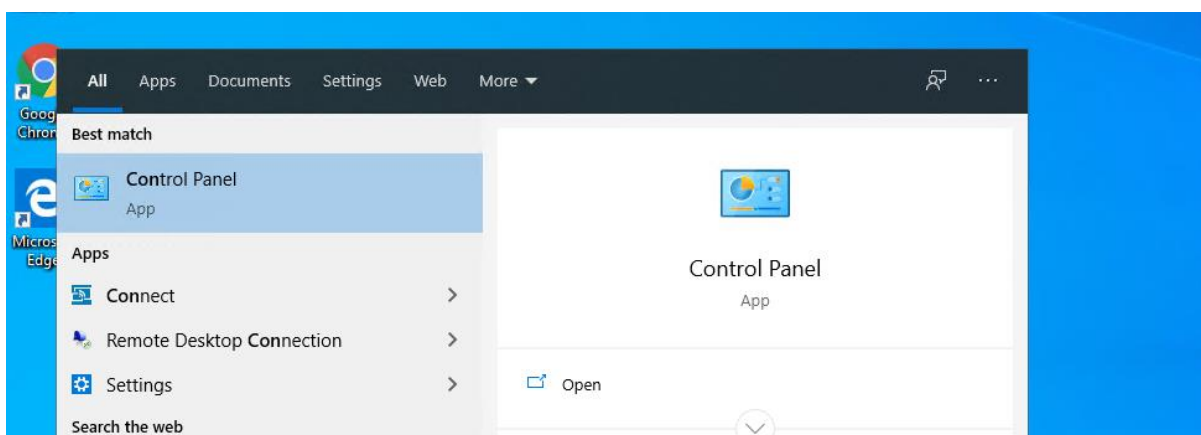 All Apps Documents Settings Web More
Goog
Chron
Best match
Control Panel
App
Micros
Edge
Apps
Connect
Remote Desktop Connection
Settings
Search the web
Control Panel
App
Open